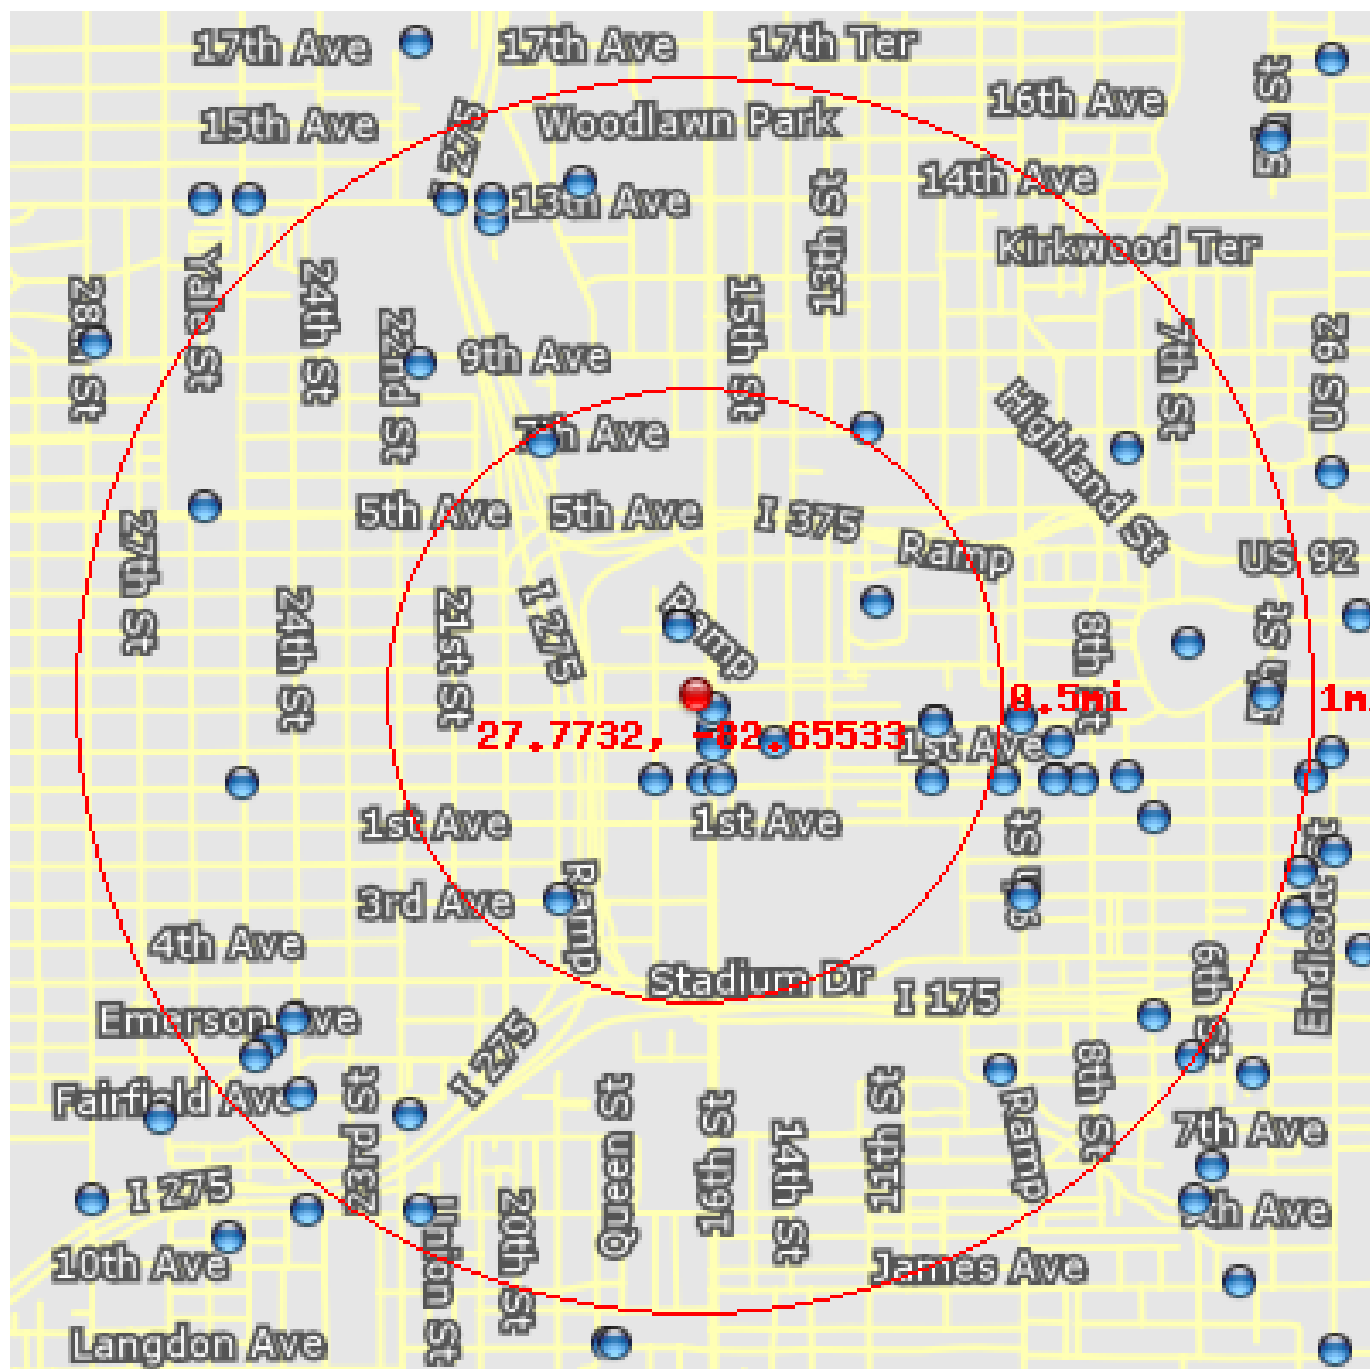 17th Ave
17th Ave
17th Ter
16th Ave
5th St
15th Ave
I 275
Woodlawn Park
14th Ave
13th Ave
13th St
Kirkwood Ter
Yale St
28th St
24th St
22nd St
9th Ave
15th St
7th St
US 92
Highland St
7th Ave
5th Ave
5th Ave
I 375
Ramp
US 92
27th St
24th St
21st St
I 275
Ramp
8th St
5th St
0.5mi
27.7732, -82.65533
1st Ave
1st Ave
1st Ave
3rd Ave
Ramp
4th Ave
Stadium Dr
I 175
6th St
Emerson Ave
I 275
Fairfield Ave
23rd St
Queen St
16th St
14th St
11th St
Ramp
8th St
7th Ave
I 275
Union St
20th St
10th Ave
James Ave
Langdon Ave